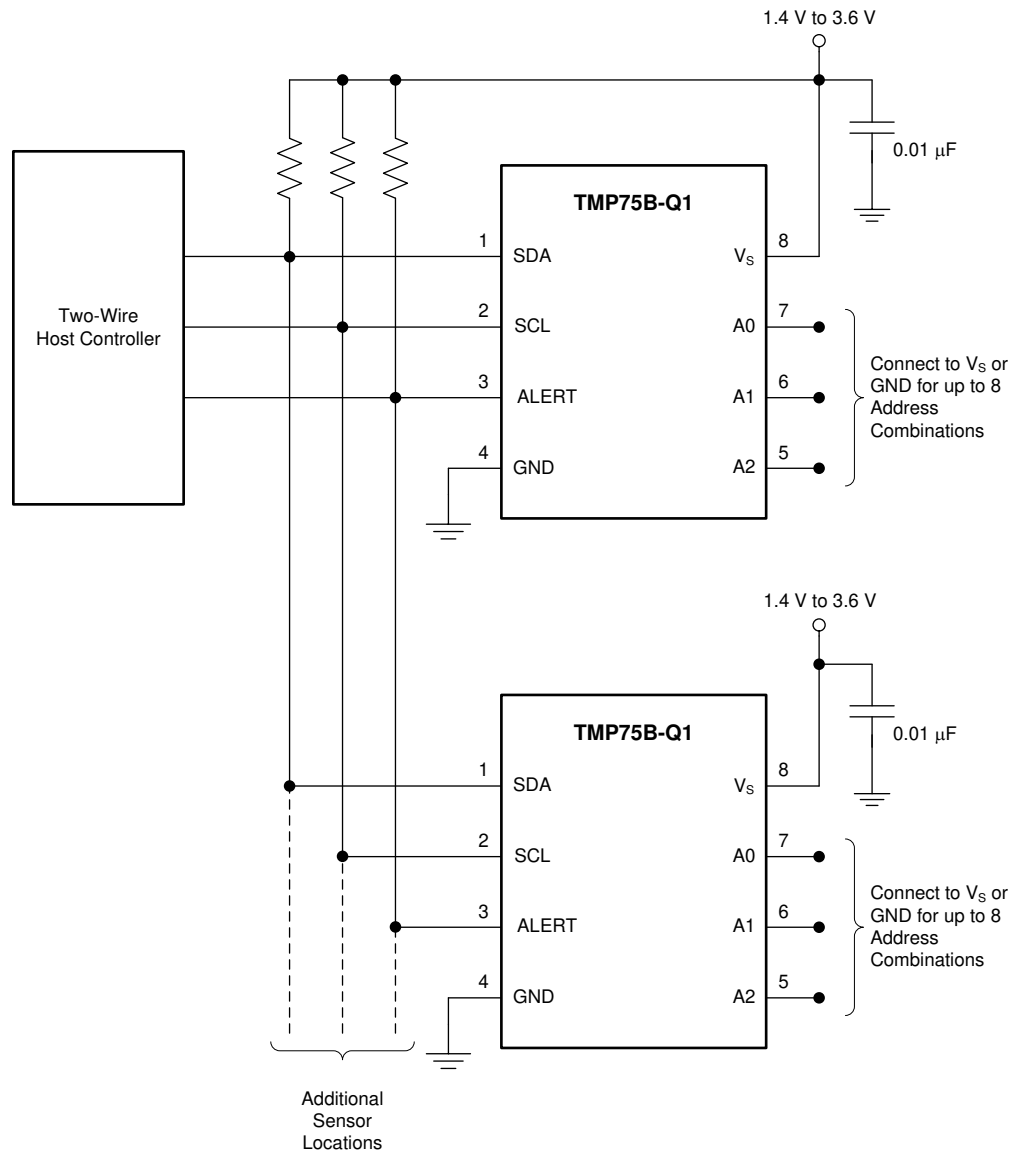 1.4 V to 3.6 V
0.01 μF
TMP75B-Q1
Two-Wire
Host Controller
1
SDA
2
SCL
3
ALERT
4
GND
VS
8
A0
7
A1
6
A2
5
Connect to VS or
GND for up to 8
Address
Combinations
1.4 V to 3.6 V
0.01 μF
TMP75B-Q1
1
SDA
2
SCL
3
ALERT
4
GND
VS
8
A0
7
A1
6
A2
5
Connect to VS or
GND for up to 8
Address
Combinations
Additional
Sensor
Locations